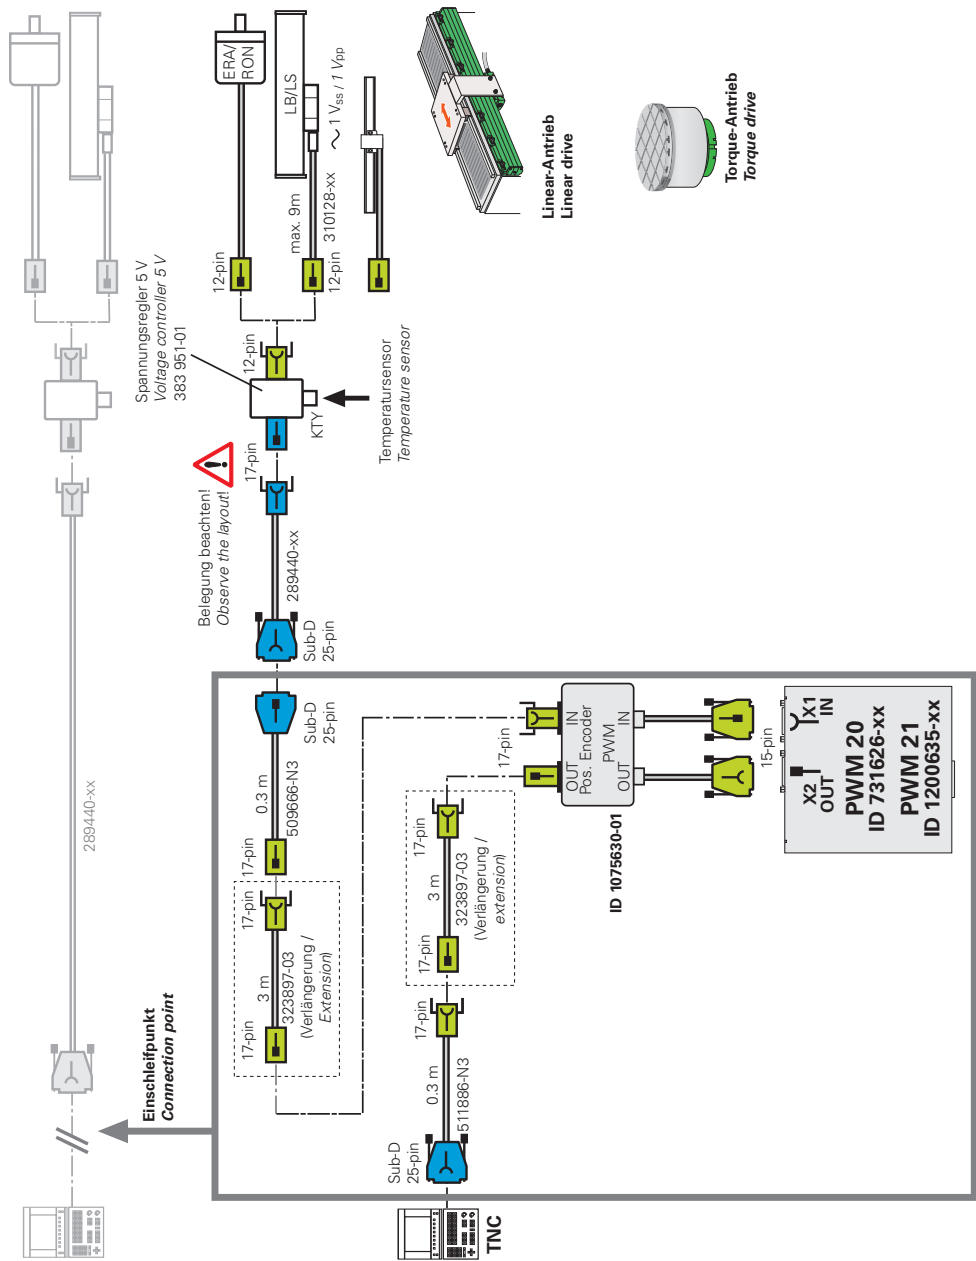 ERA/
RON
LB/LS
~ 1 Vss / 1 Vpp
max. 9m
310128-xx
12-pin
12-pin
Linear-Antrieb
Linear drive
Torque-Antrieb
Torque drive
Spannungsregler 5 V
Voltage controller 5 V
383 951-01
12-pin
KTY
Temperatursensor
Temperature sensor
17-pin
Belegung beachten!
Observe the layout!
289440-xx
Sub-D
25-pin
289440-xx
Sub-D
25-pin
0.3 m
509666-N3
17-pin
17-pin
3 m
323897-03
(Verlängerung /
Extension)
17-pin
Einschleifpunkt
Connection point
17-pin
OUT
IN
Pos. Encoder
PWM
OUT
IN
ID 1075630-01
15-pin
X2
OUT
X1
IN
PWM 20
ID 731626-xx
PWM 21
ID 1200635-xx
17-pin
3 m
323897-03
(Verlängerung /
extension)
17-pin
17-pin
0.3 m
511886-N3
Sub-D
25-pin
TNC